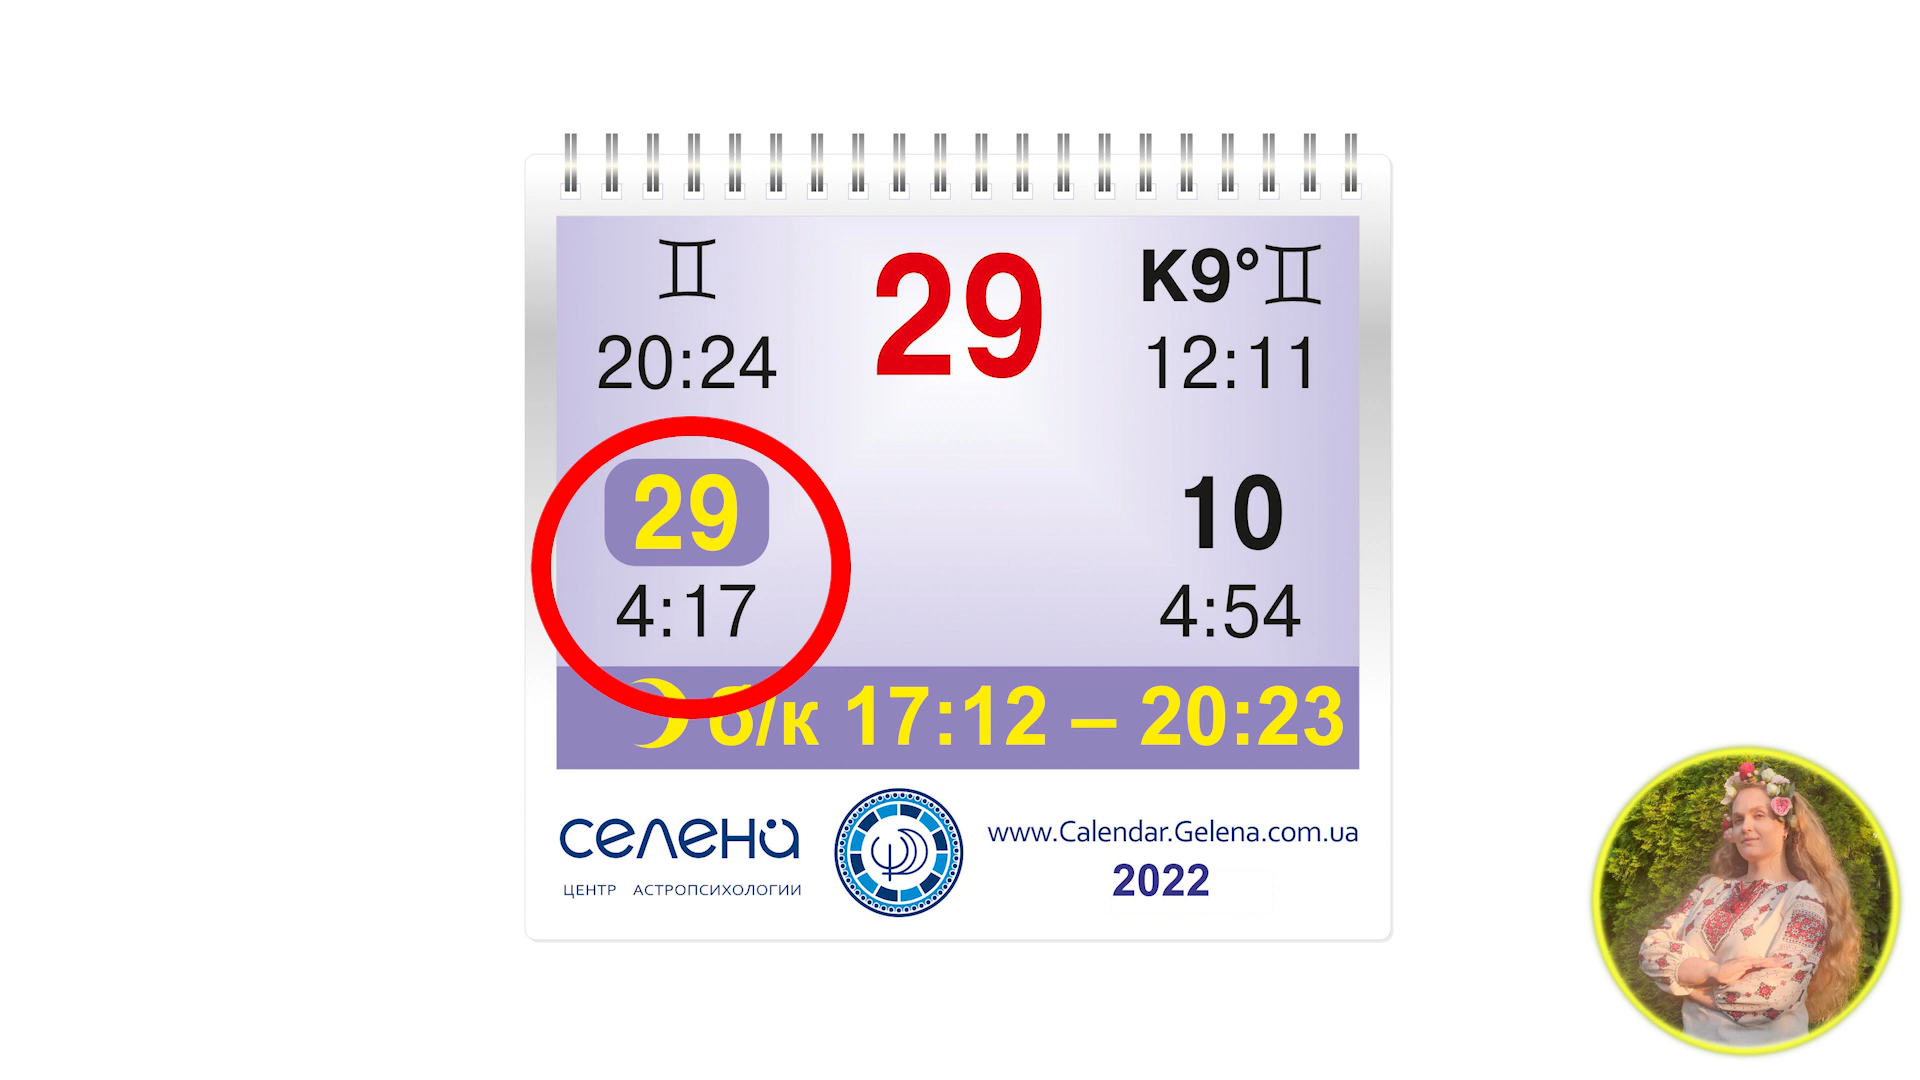 ♊ 29 K9°♊
20:24 12:11
29 10
4:17 4:54
☽ б/к 17:12 – 20:23
селена
ЦЕНТР АСТРОПСИХОЛОГИИ
www.Calendar.Gelena.com.ua
2022